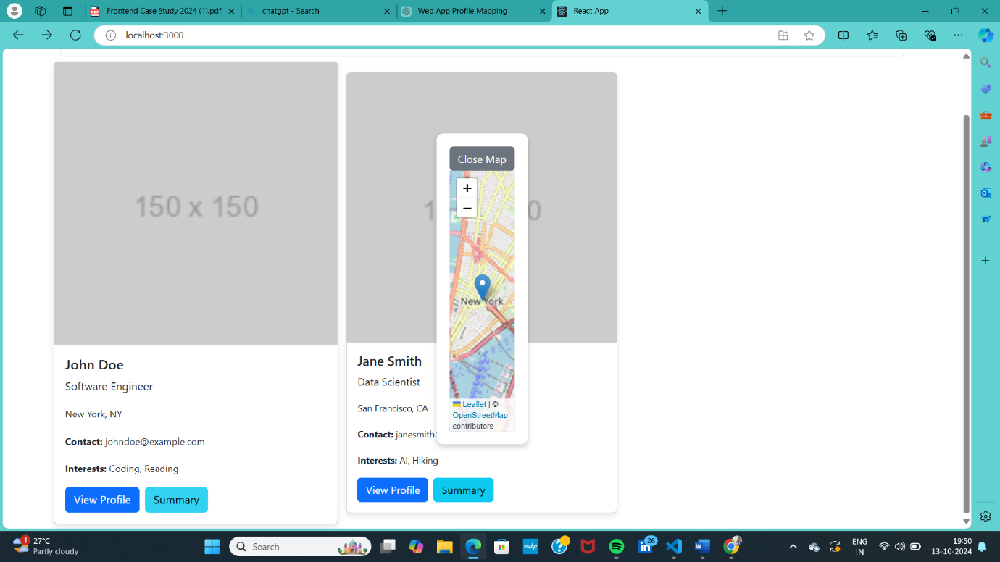 Frontend Case Study 2024 (1).pdf
chatgpt - Search
Web App Profile Mapping
React App
localhost:3000
150 x 150
John Doe
Software Engineer
New York, NY
Contact: johndoe@example.com
Interests: Coding, Reading
View Profile
Summary
1
0
Jane Smith
Data Scientist
San Francisco, CA
Contact: janesmith
Interests: AI, Hiking
View Profile
Summary
Close Map
+
−
New York
Leaflet | ©
OpenStreetMap
contributors
1
27°C
Partly cloudy
Search
hp
26
ENG
IN
19:50
13-10-2024